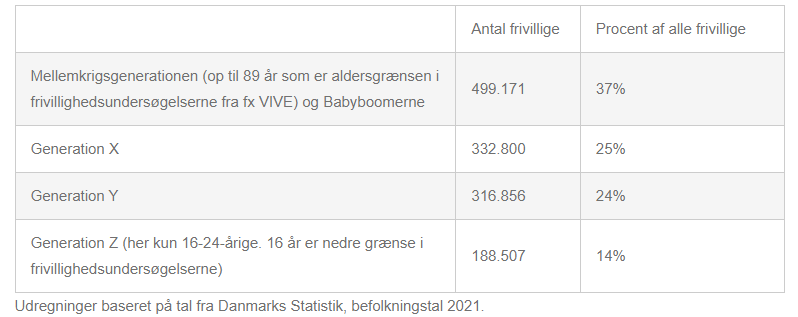 Antal frivillige Procent af alle frivillige
Mellemkrigsgenerationen (op til 89 år som er aldersgrænsen i
frivillighedsundersøgelserne fra fx VIVE) og Babyboomerne
499.171 37%
Generation X 332.800 25%
Generation Y 316.856 24%
Generation Z (her kun 16-24-årige. 16 år er nedre grænse i
frivillighedsundersøgelserne)
188.507 14%
Udregninger baseret på tal fra Danmarks Statistik, befolkningstal 2021.